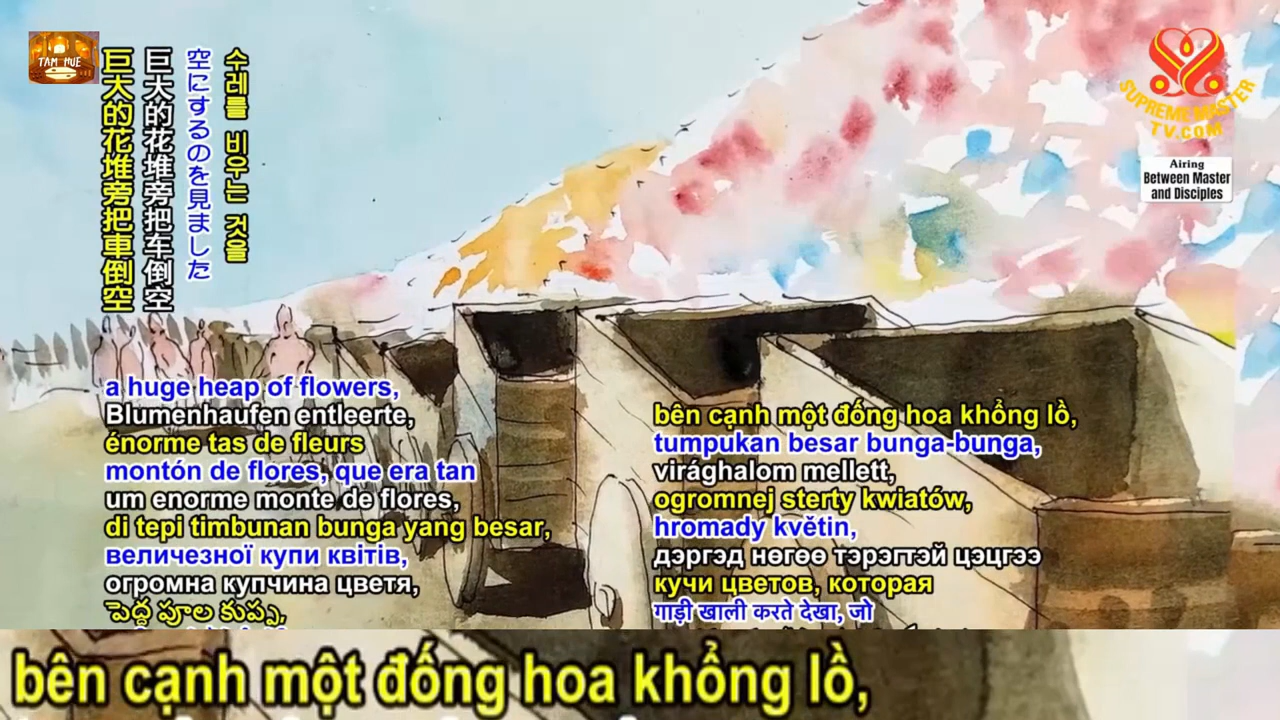 TAM HUE
수레를 비우는 것을
空にするのを見ました
巨大的花堆旁把车倒空
巨大的花堆旁把車倒空
SUPREME MASTER
TV.COM
Airing
Between Master
and Disciples
a huge heap of flowers,
Blumenhaufen entleerte,
énorme tas de fleurs
montón de flores, que era tan
um enorme monte de flores,
di tepi timbunan bunga yang besar,
величезної купи квітів,
огромна купчина цветя,
పెద్ద పూల కుప్ప,
bên cạnh một đống hoa khổng lồ,
tumpukan besar bunga-bunga,
virághalom mellett,
ogromnej sterty kwiatów,
hromady květin,
дэргэд нөгөө тэрэгтэй цэцгээ
кучи цветов, которая
गाड़ी खाली करते देखा, जो
bên cạnh một đống hoa khổng lồ,